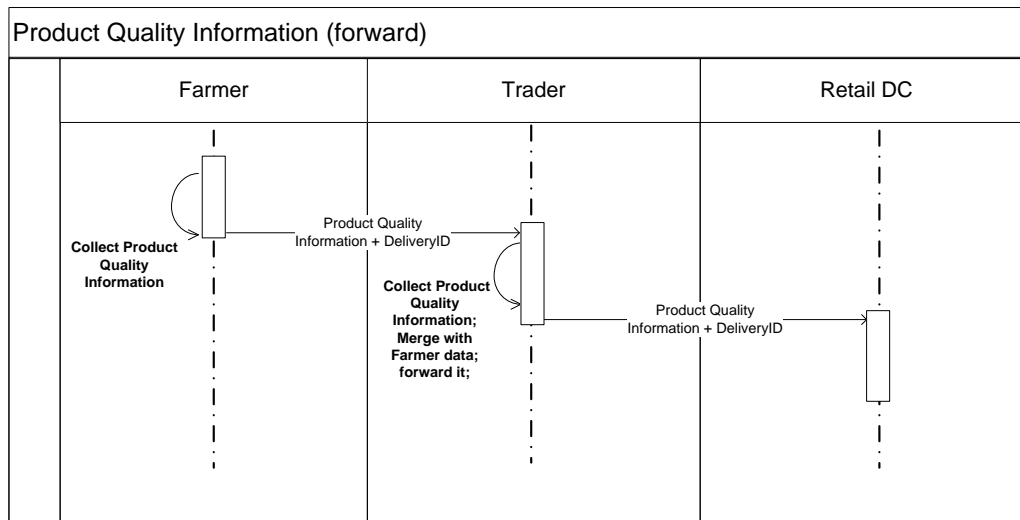 Product Quality Information (forward)
Farmer
Trader
Retail DC
Product Quality
Information + DeliveryID
Collect Product
Quality
Information
Collect Product
Quality
Information;
Merge with
Farmer data;
forward it;
Product Quality
Information + DeliveryID